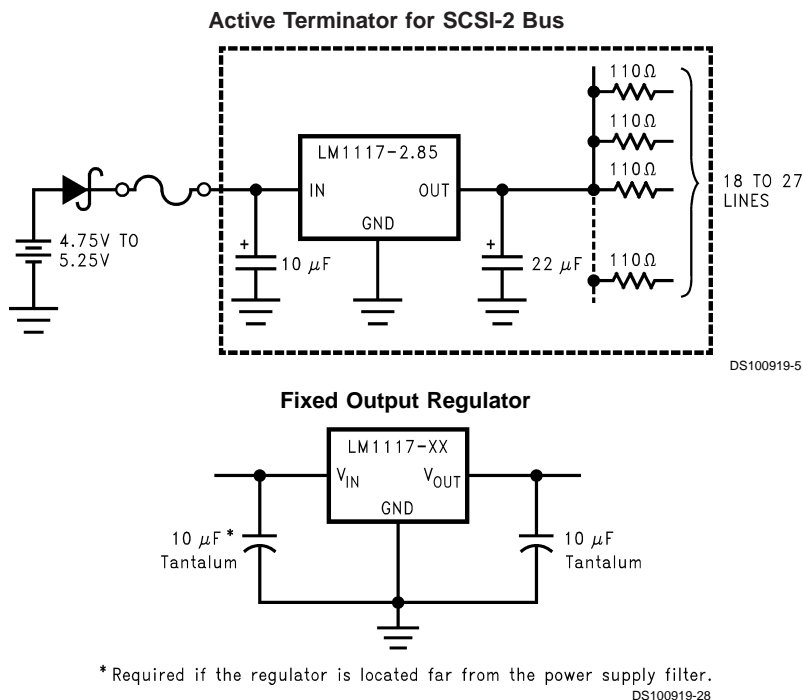 Active Terminator for SCSI-2 Bus
110Ω
110Ω
110Ω
110Ω
18 TO 27
LINES
LM1117-2.85
IN
OUT
GND
4.75V TO
5.25V
+
10 μF
+
22 μF
DS100919-5
Fixed Output Regulator
LM1117-XX
VIN
VOUT
GND
10 μF*
Tantalum
10 μF
Tantalum
* Required if the regulator is located far from the power supply filter.
DS100919-28